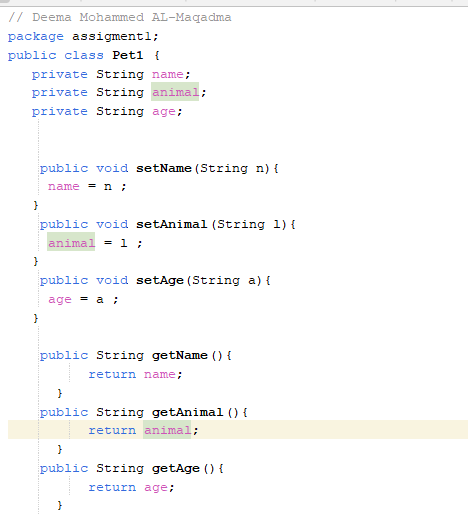 // Deema Mohammed AL-Maqadma
package assigment1;
public class Pet1 {
private String name;
private String animal;
private String age;
public void setName(String n){
name = n ;
}
public void setAnimal(String l){
animal = l ;
}
public void setAge(String a){
age = a ;
}
public String getName(){
return name;
}
public String getAnimal(){
return animal;
}
public String getAge(){
return age;
}